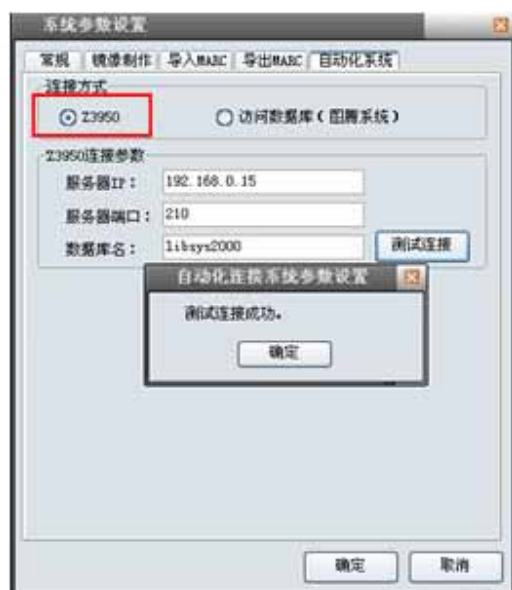 系统参数设置
常规 镜像制作 导入MARC 导出MARC 自动化系统
连接方式
Z3950 访问数据库(图腾系统)
Z3950连接参数
服务器IP: 192.168.0.15
服务器端口: 210
数据库名: libsys2000 测试连接
自动化连接系统参数设置
测试连接成功。
确定
确定 取消